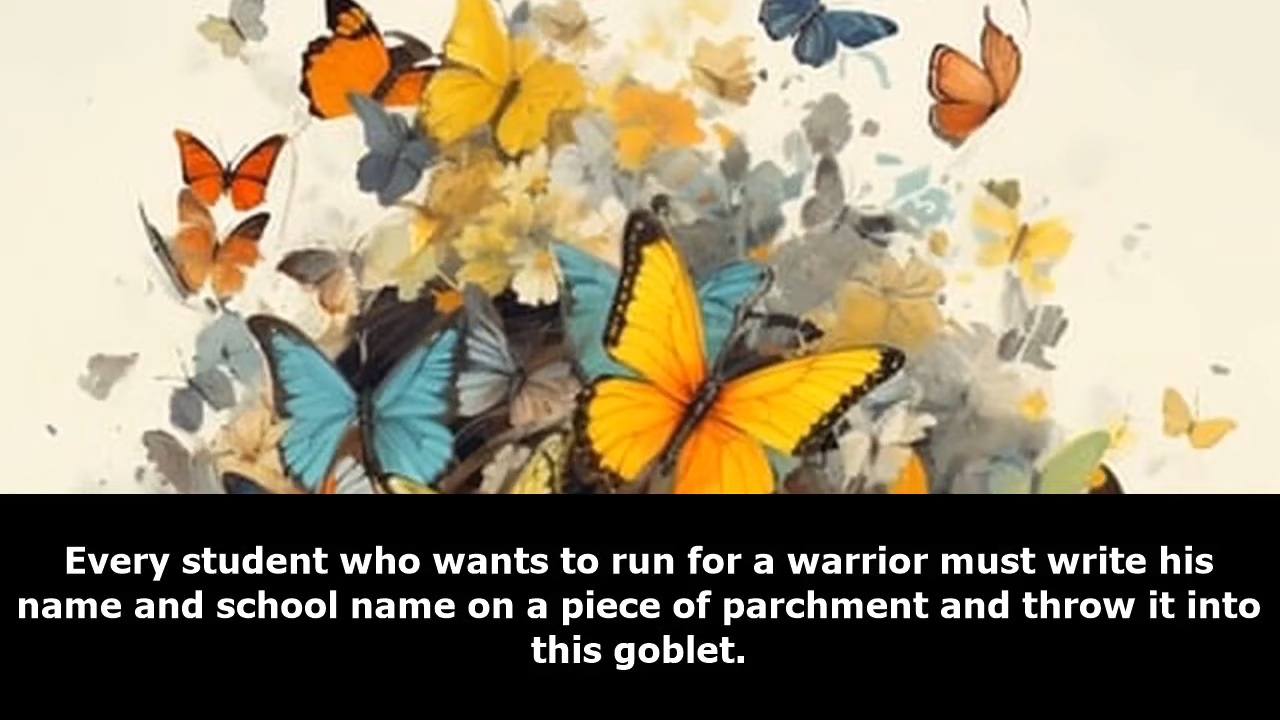 Every student who wants to run for a warrior must write his
name and school name on a piece of parchment and throw it into
this goblet.